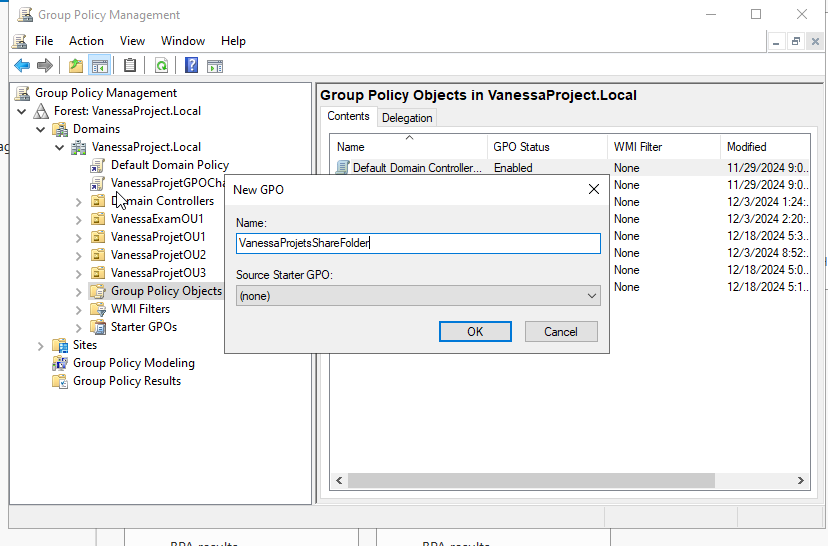 Group Policy Management
File Action View Window Help
Group Policy Management
Forest: VanessaProject.Local
Domains
VanessaProject.Local
Default Domain Policy
VanessaProjetGPOCha
Domain Controllers
VanessaExamOU1
VanessaProjetOU1
VanessaProjetOU2
VanessaProjetOU3
Group Policy Objects
WMI Filters
Starter GPOs
Sites
Group Policy Modeling
Group Policy Results
Group Policy Objects in VanessaProject.Local
Contents Delegation
Name GPO Status WMI Filter Modified
Default Domain Controller... Enabled None 11/29/2024 9:0..
None 11/29/2024 9:0..
None 12/3/2024 1:24:
None 12/3/2024 2:20:
None 12/18/2024 5:3..
None 12/3/2024 8:52:
None 12/18/2024 5:0..
None 12/18/2024 5:1..
New GPO
Name:
VanessaProjetsShareFolder
Source Starter GPO:
(none)
OK Cancel
BPA results BPA results